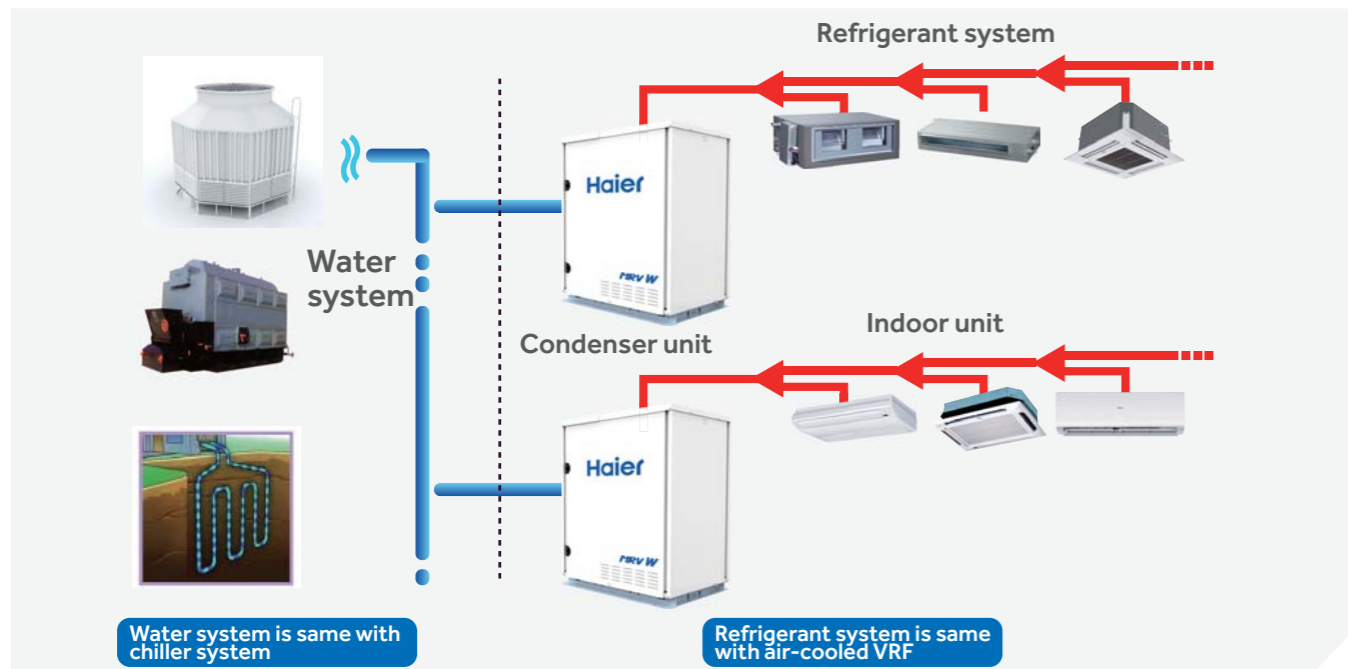 Refrigerant system
Haier
MRV W
Water
system
Condenser unit
Indoor unit
Haier
MRV W
Water system is same with
chiller system
Refrigerant system is same
with air-cooled VRF